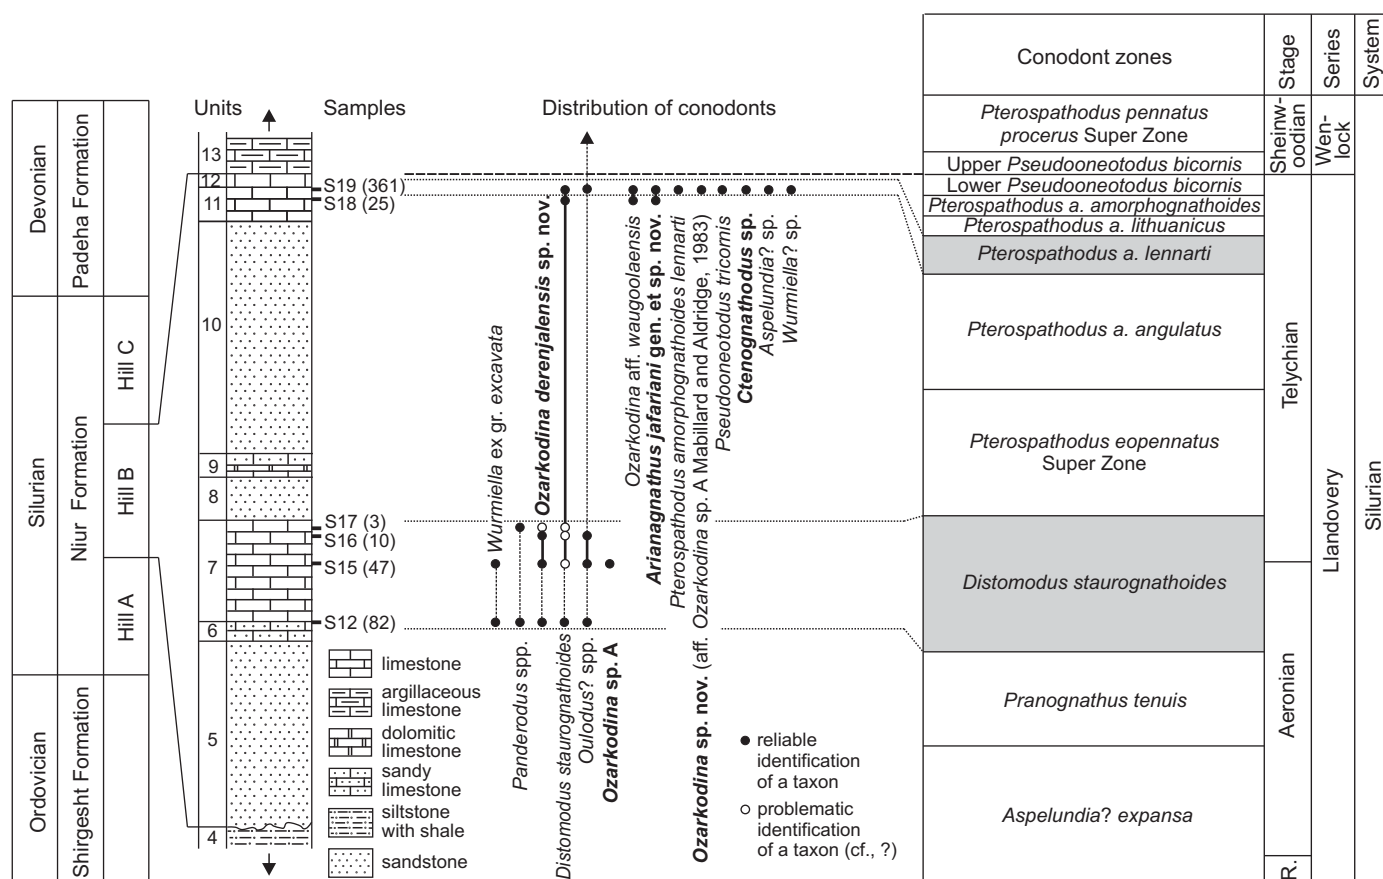 Devonian
Silurian
Ordovician
Padeha Formation
Niur Formation
Shirgesht Formation
Hill C
Hill B
Hill A
Units
13
12
11
10
9
8
7
6
5
4
Samples
S19 (361)
S18 (25)
S17 (3)
S16 (10)
S15 (47)
S12 (82)
limestone
argillaceous
limestone
dolomitic
limestone
sandy
limestone
siltstone
with shale
sandstone
Distribution of conodonts
Wurmiella ex gr. excavata
Panderodus spp.
Ozarkodina derenjalensis sp. nov.
Distomodus staurognathoides
Oulodus? spp.
Ozarkodina sp. A
Ozarkodina aff. waugoolaensis
Arianagnathus jafariani gen. et sp. nov.
Pterospathodus amorphognathoides lennarti
Ozarkodina sp. nov. (aff. Ozarkodina sp. A Mabillard and Aldridge, 1983)
Pseudooneotodus tricornis
Ctenognathodus sp.
Aspelundia? sp.
Wurmiella? sp.
reliable
identification
of a taxon
problematic
identification
of a taxon (cf., ?)
Conodont zones
Stage
Series
System
Pterospathodus pennatus
procerus Super Zone
Upper Pseudooneotodus bicornis
Lower Pseudooneotodus bicornis
Pterospathodus a. amorphognathoides
Pterospathodus a. lithuanicus
Pterospathodus a. lennarti
Pterospathodus a. angulatus
Pterospathodus eopennatus
Super Zone
Distomodus staurognathoides
Pranognathus tenuis
Aspelundia? expansa
Sheinw-
oodian
Telychian
Aeronian
R.
Wen-
lock
Llandovery
Silurian